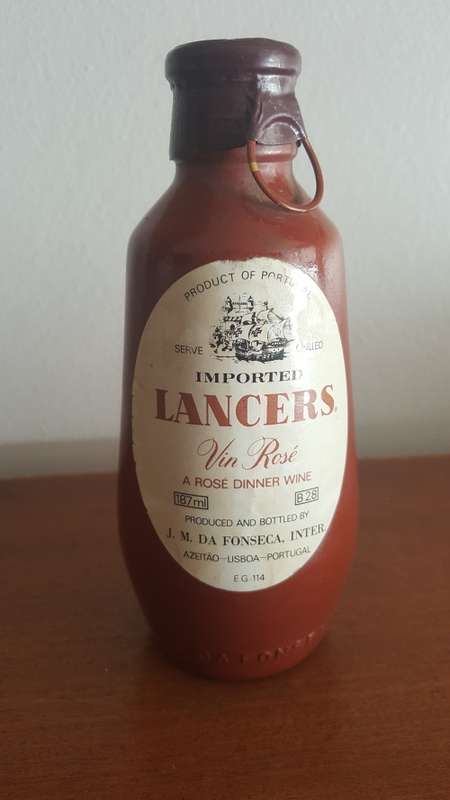 PRODUCT OF
SERVE CHILLED
IMPORTED
LANCERS.
Vin Rosé
A ROSÉ DINNER WINE
187ml B 28
PRODUCED AND BOTTLED BY
J. M. DA FONSECA, INTER.
AZEITÃO-LISBOA-PORTUGAL
E.G. 114